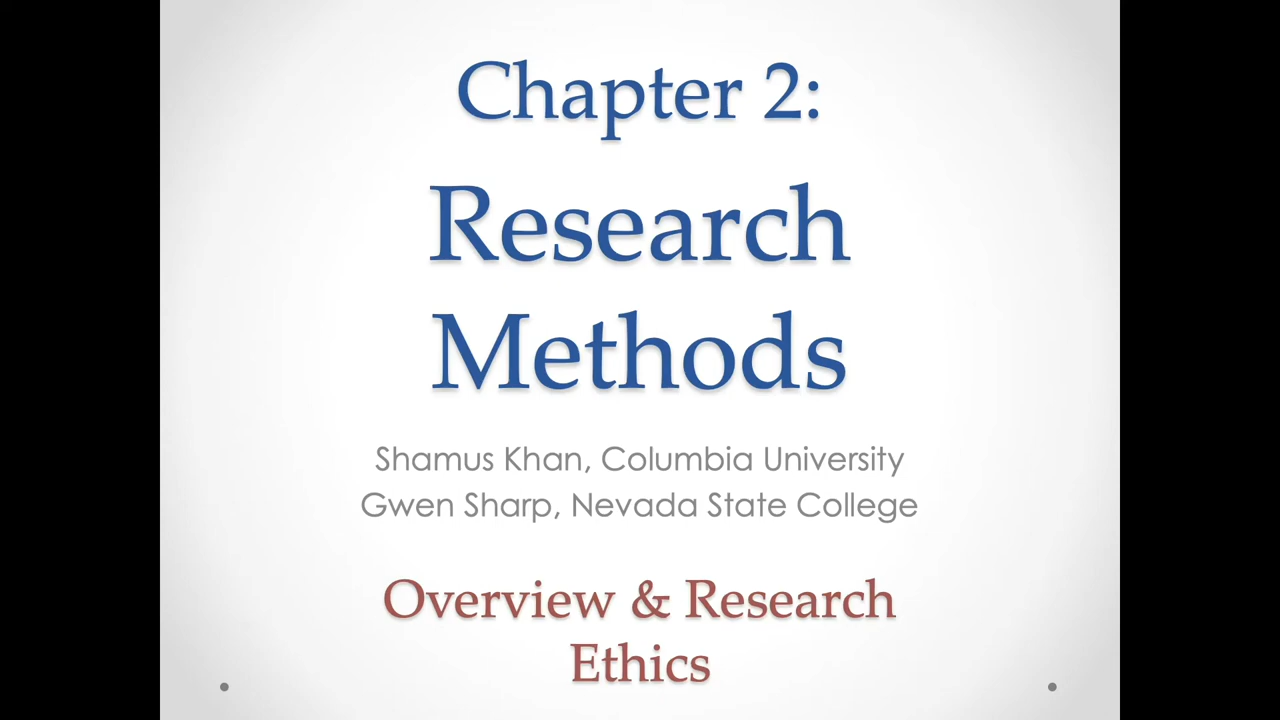 Chapter 2:
Research
Methods
Shamus Khan, Columbia University
Gwen Sharp, Nevada State College
Overview & Research
Ethics